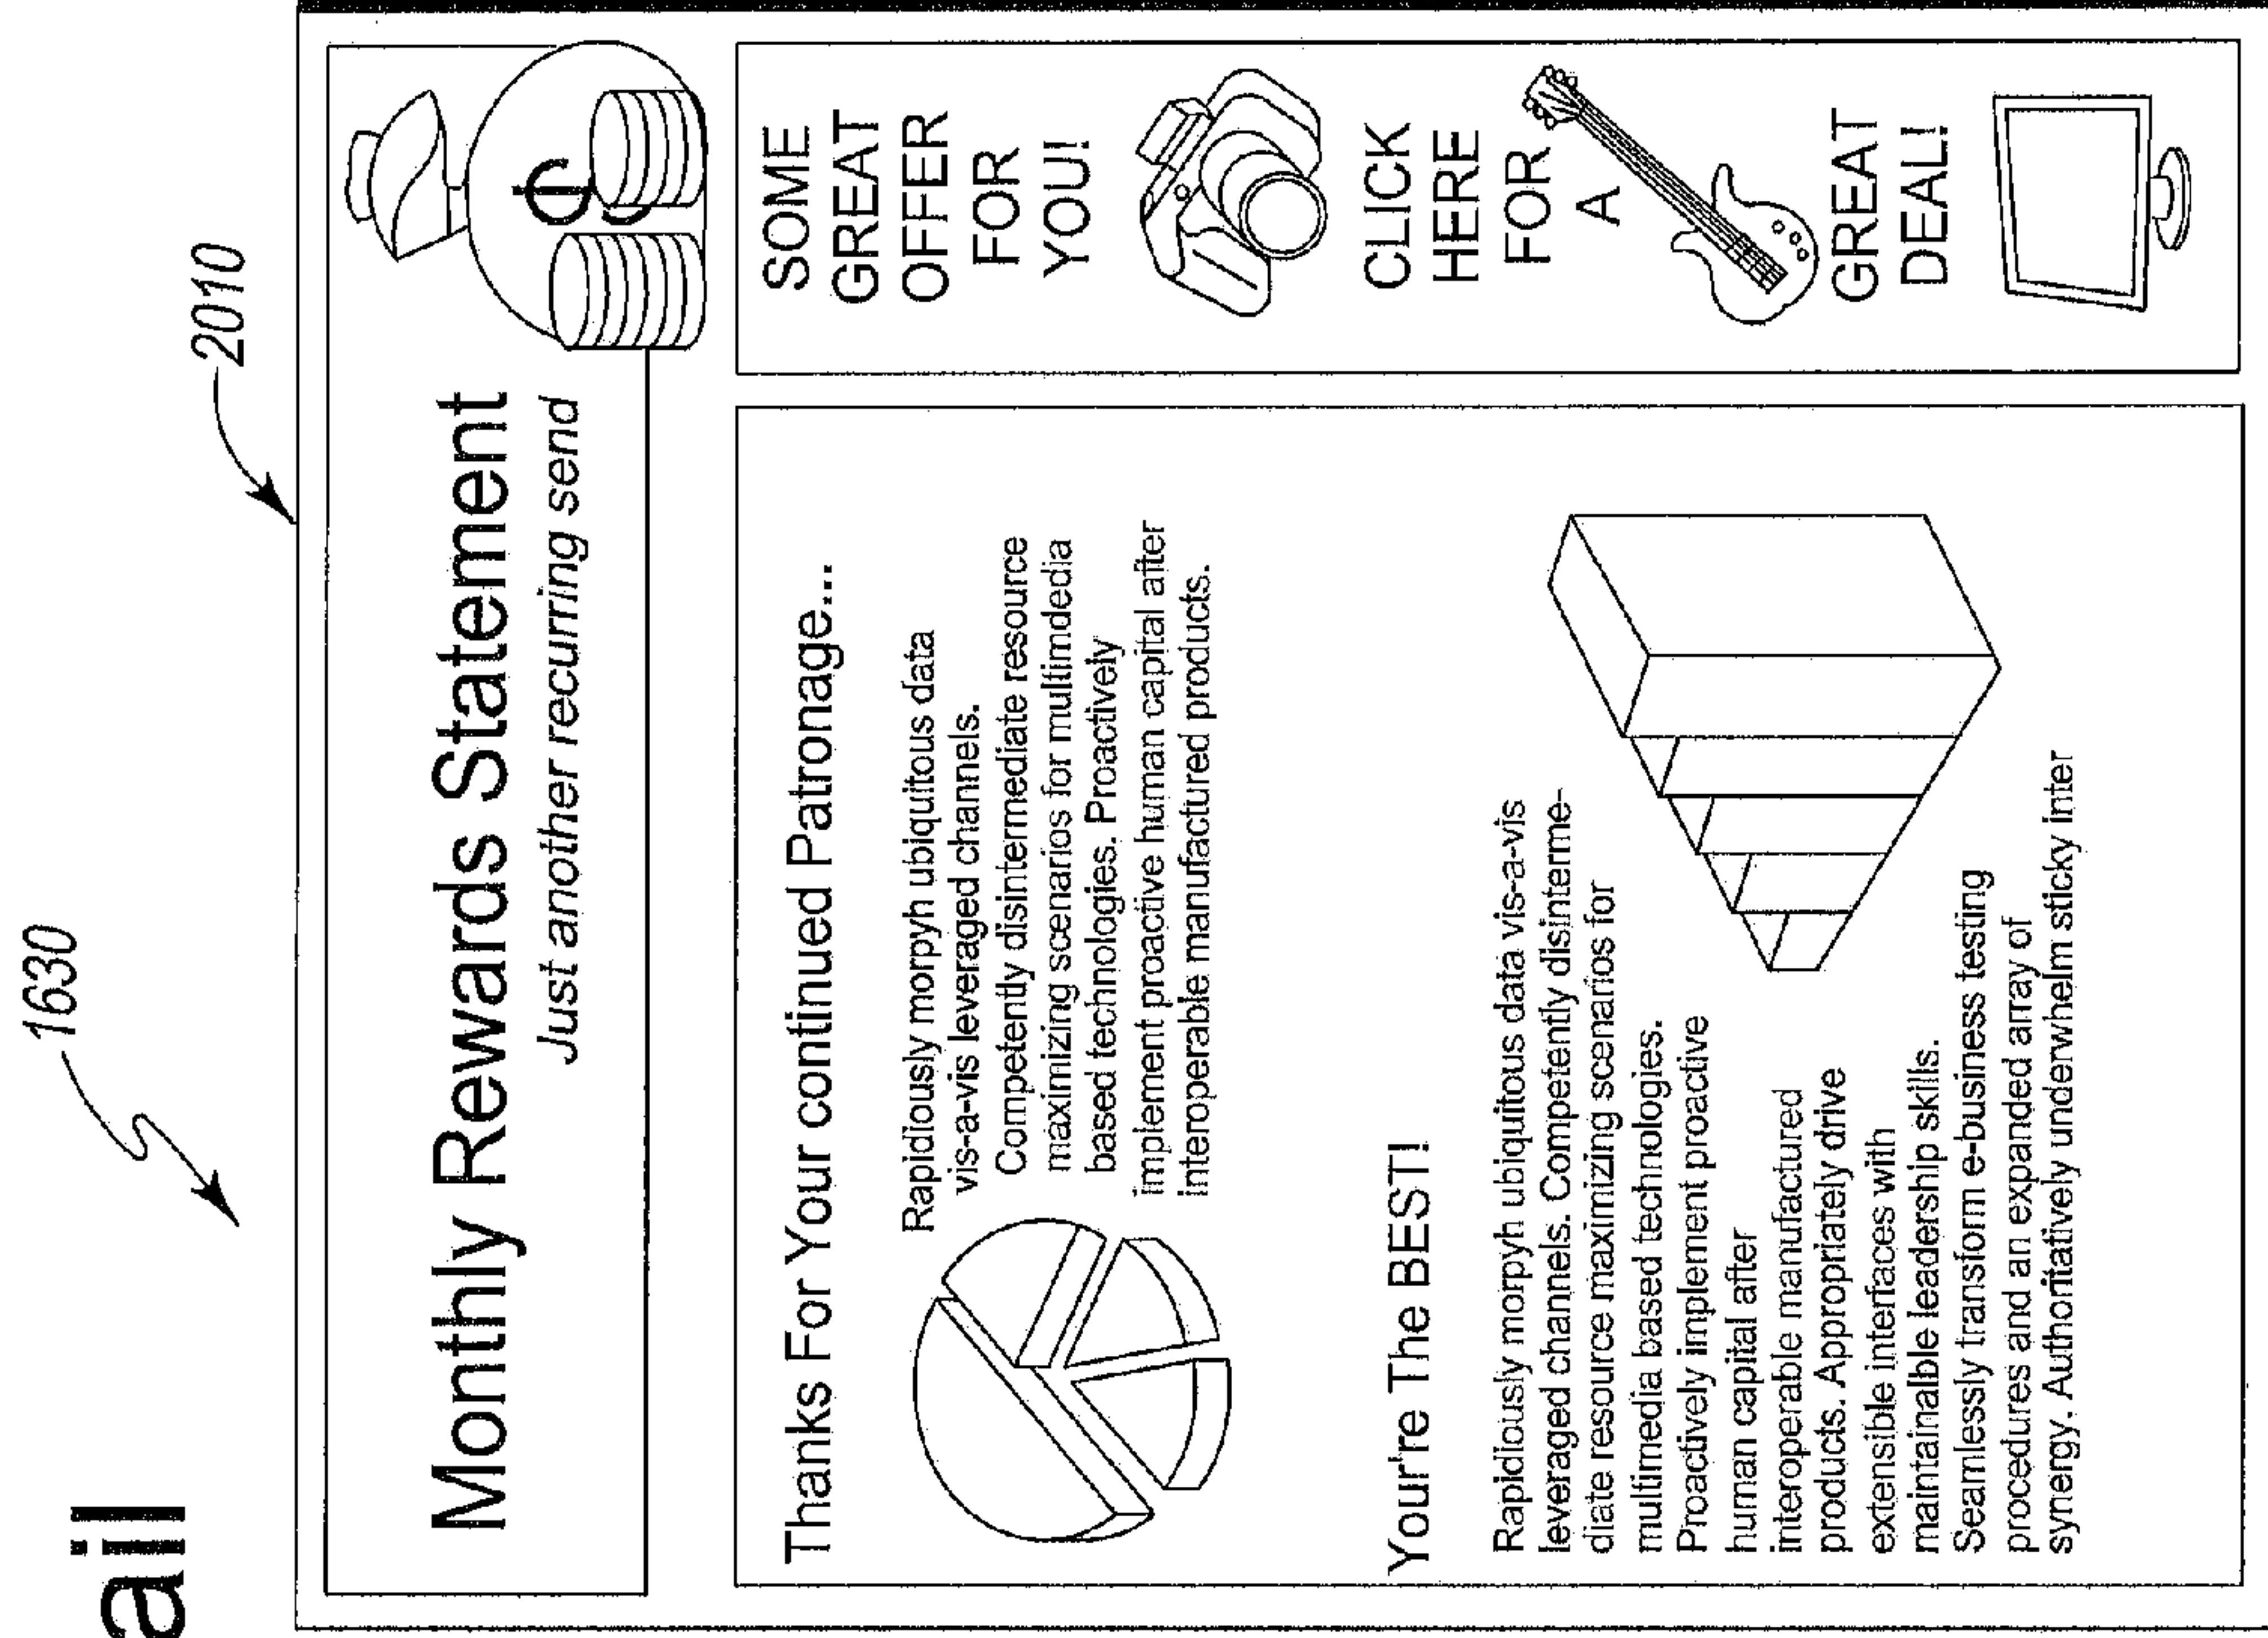 ail
1630
2010
Monthly Rewards Statement
Just another recurring send
Thanks For Your continued Patronage...
Rapidiously morpyh ubiquitous data
vis-a-vis leveraged channels.
Competently disintermediate resource
maximizing scenarios for multimdedia
based technologies. Proactively
implement proactive human capital after
interoperable manufactured products.
Your're The BEST!
Rapidiously morpyh ubiquitous data vis-a-vis
leveraged channels. Competently disinterme-
diate resource maximizing scenarios for
multimedia based technologies.
Proactively implement proactive
human capital after
interoperable manufactured
products. Appropriately drive
extensible interfaces with
maintainalble leadership skills.
Seamlessly transform e-business testing
procedures and an expanded array of
synergy. Authoritatively underwhelm sticky inter
SOME
GREAT
OFFER
FOR
YOU!
CLICK
HERE
FOR
A
GREAT
DEAL!